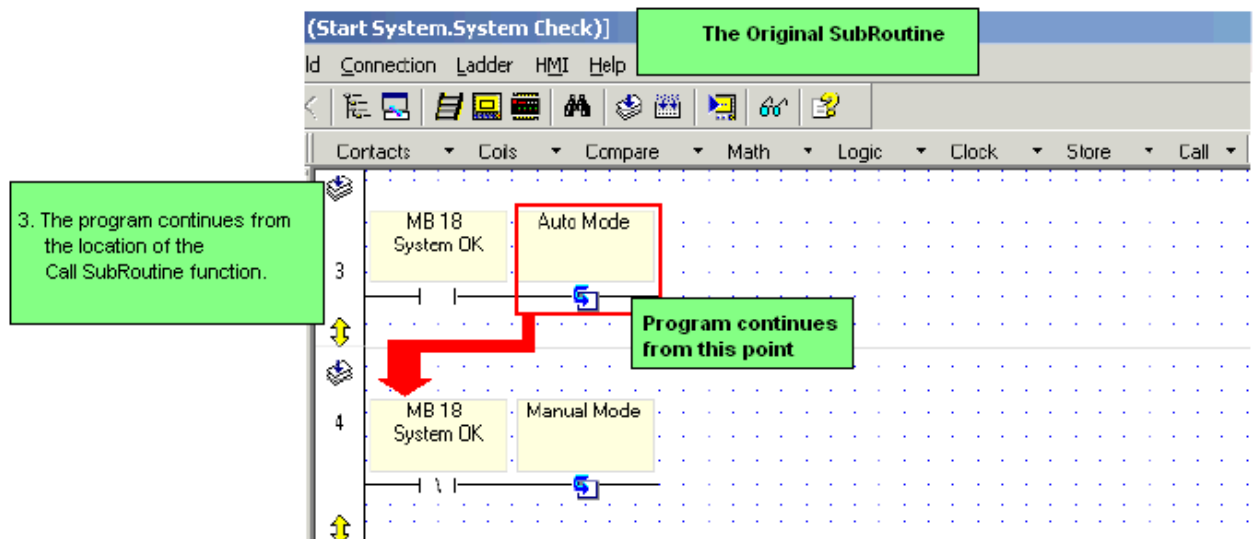 (Start System.System Check)]
The Original SubRoutine
ld Connection Ladder HMI Help
Contacts Coils Compare Math Logic Clock Store Call
3. The program continues from
the location of the
Call SubRoutine function.
MB 18
System OK
Auto Mode
3
Program continues
from this point
MB 18
System OK
Manual Mode
4